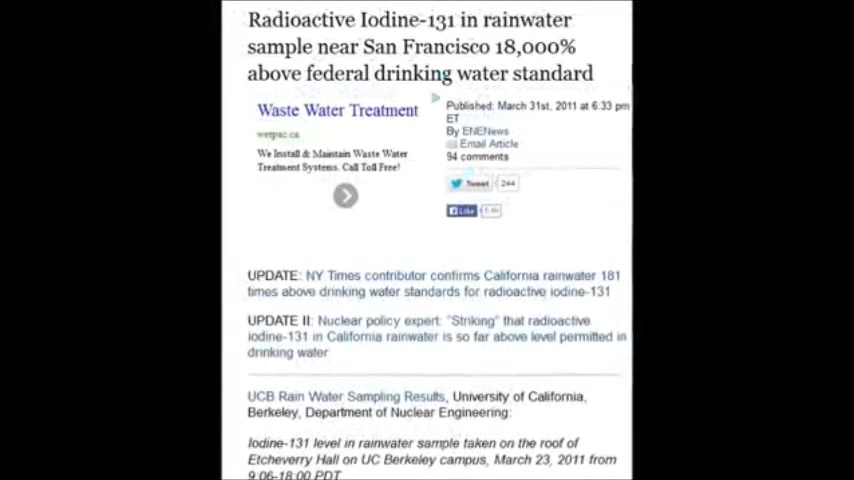 Radioactive Iodine-131 in rainwater
sample near San Francisco 18,000%
above federal drinking water standard
Waste Water Treatment
wetpac.ca
We Install & Maintain Waste Water
Treatment Systems. Call Toll Free!
Published: March 31st, 2011 at 6:33 pm
ET
By ENENews
Email Article
94 comments
Tweet 244
Like
UPDATE: NY Times contributor confirms California rainwater 181
times above drinking water standards for radioactive iodine-131
UPDATE II: Nuclear policy expert: "Striking" that radioactive
iodine-131 in California rainwater is so far above level permitted in
drinking water
UCB Rain Water Sampling Results, University of California,
Berkeley, Department of Nuclear Engineering:
Iodine-131 level in rainwater sample taken on the roof of
Etcheverry Hall on UC Berkeley campus, March 23, 2011 from
9:06-18:00 PDT